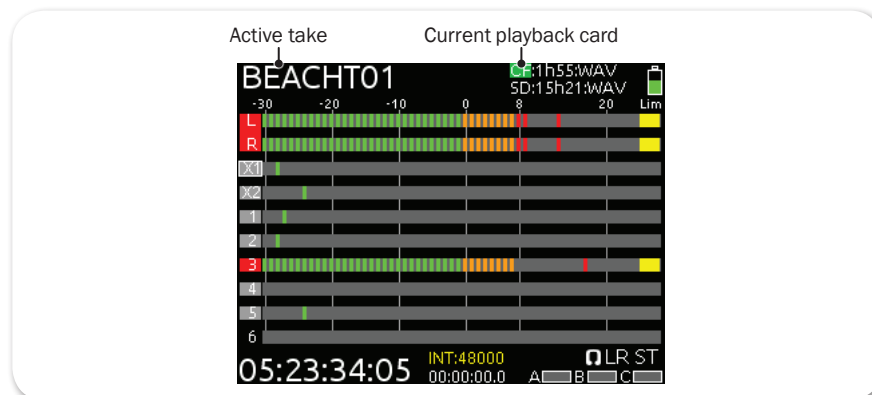 Active take Current playback card
BEACHT01 CF:1h55:WAV
SD:15h21:WAV
-30 -20 -10 0 8 20 Lim
L
R
X1
X2
1
2
3
4
5
6
05:23:34:05 INT:48000 LR ST
00:00:00.0 A B C